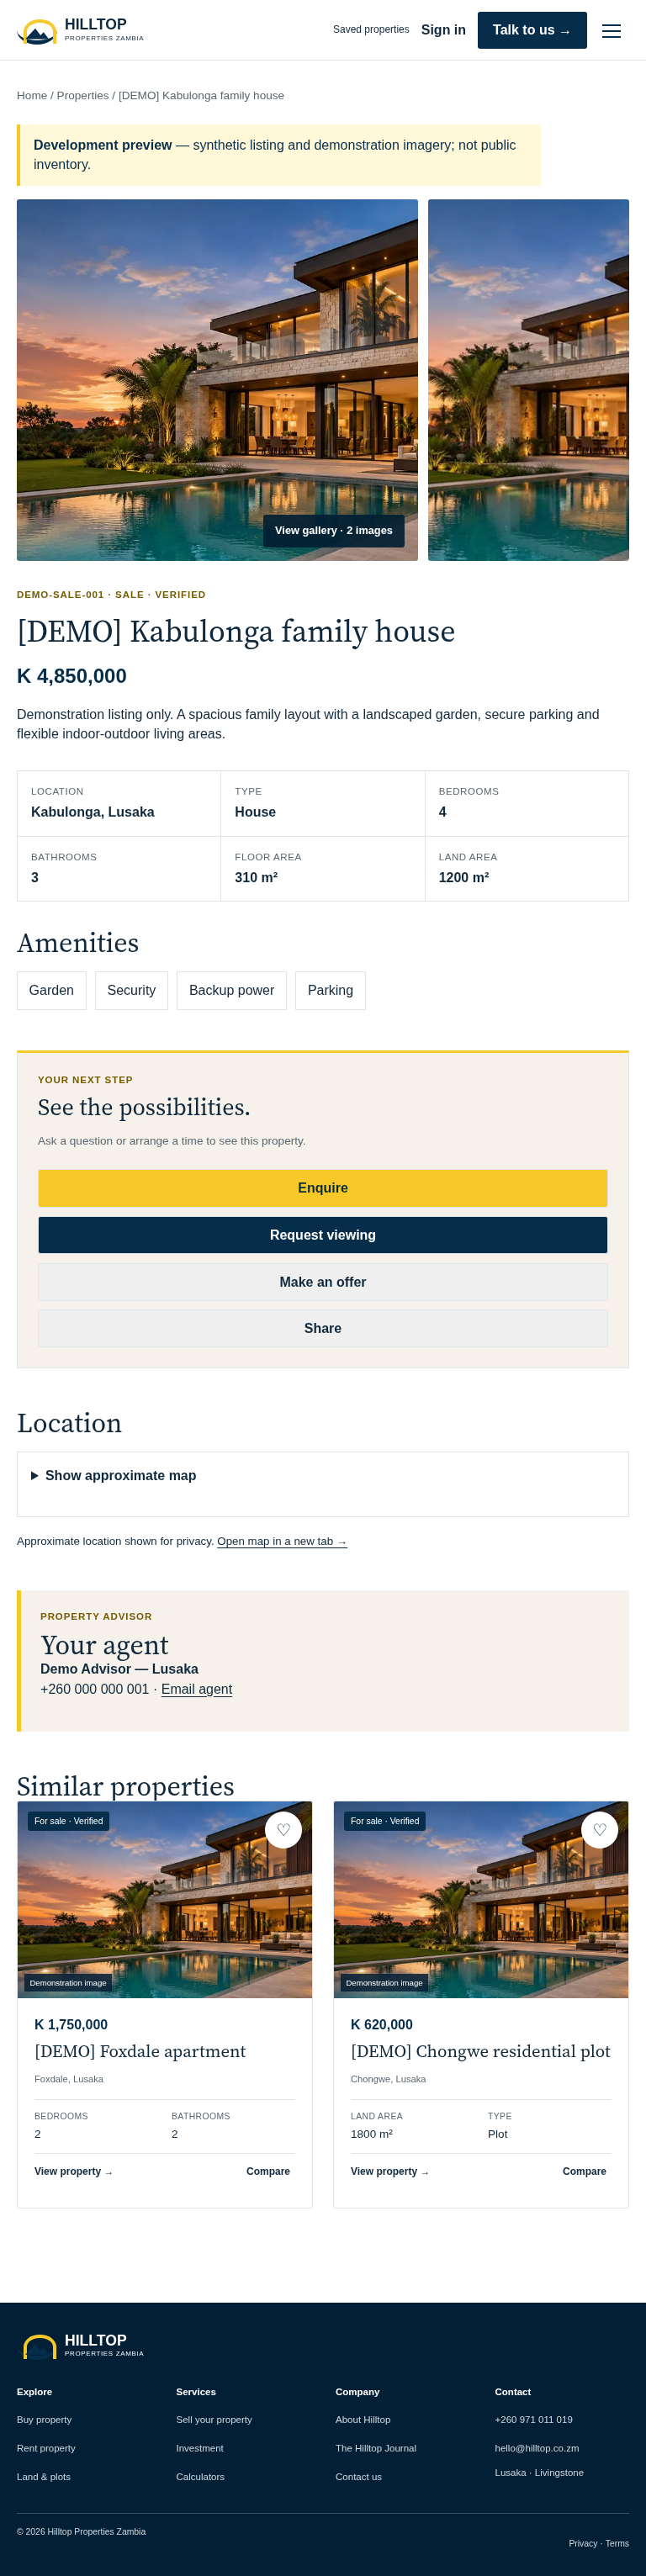 HILLTOP
PROPERTIES ZAMBIA
Saved properties
Sign in
Talk to us →
Home / Properties / [DEMO] Kabulonga family house
Development preview — synthetic listing and demonstration imagery; not public
inventory.
View gallery · 2 images
DEMO-SALE-001 · SALE · VERIFIED
[DEMO] Kabulonga family house
K 4,850,000
Demonstration listing only. A spacious family layout with a landscaped garden, secure parking and
flexible indoor-outdoor living areas.
LOCATION
Kabulonga, Lusaka
TYPE
House
BEDROOMS
4
BATHROOMS
3
FLOOR AREA
310 m²
LAND AREA
1200 m²
Amenities
Garden
Security
Backup power
Parking
YOUR NEXT STEP
See the possibilities.
Ask a question or arrange a time to see this property.
Enquire
Request viewing
Make an offer
Share
Location
Show approximate map
Approximate location shown for privacy. Open map in a new tab →
PROPERTY ADVISOR
Your agent
Demo Advisor — Lusaka
+260 000 000 001 · Email agent
Similar properties
For sale · Verified
Demonstration image
K 1,750,000
[DEMO] Foxdale apartment
Foxdale, Lusaka
BEDROOMS
2
BATHROOMS
2
View property →
Compare
For sale · Verified
Demonstration image
K 620,000
[DEMO] Chongwe residential plot
Chongwe, Lusaka
LAND AREA
1800 m²
TYPE
Plot
View property →
Compare
HILLTOP
PROPERTIES ZAMBIA
Explore
Buy property
Rent property
Land & plots
Services
Sell your property
Investment
Calculators
Company
About Hilltop
The Hilltop Journal
Contact us
Contact
+260 971 011 019
hello@hilltop.co.zm
Lusaka · Livingstone
© 2026 Hilltop Properties Zambia
Privacy · Terms